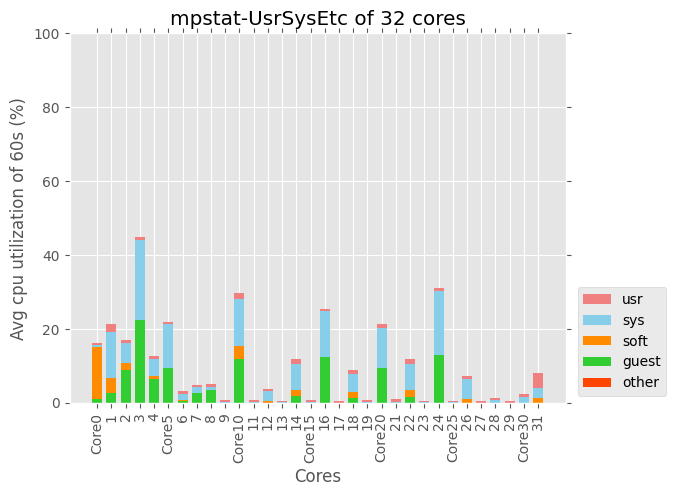 mpstat-UsrSysEtc of 32 cores
Avg cpu utilization of 60s (%)
100
80
60
40
20
0
Core0
1
2
3
4
Core5
6
7
8
9
Core10
11
12
13
14
Core15
16
17
18
19
Core20
21
22
23
24
Core25
26
27
28
29
Core30
31
Cores
usr
sys
soft
guest
other